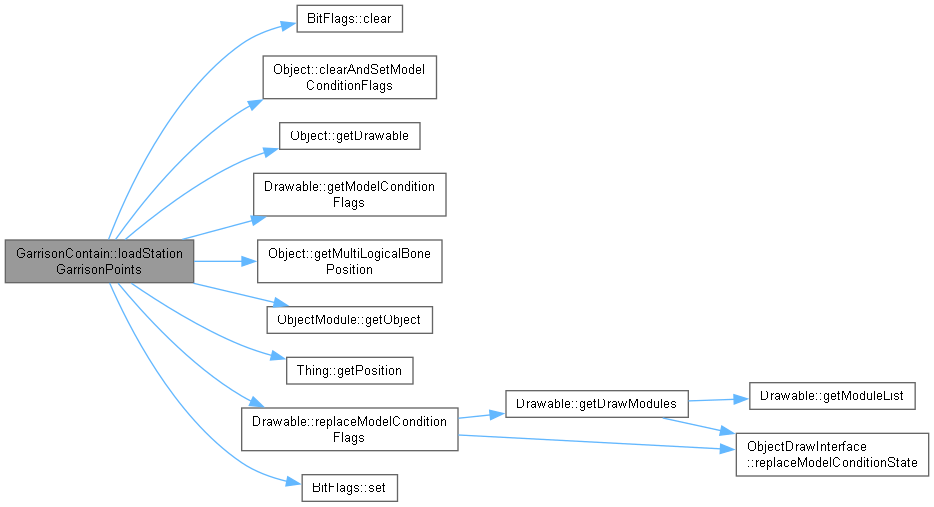 BitFlags::clear
Object::clearAndSetModel
ConditionFlags
Object::getDrawable
Drawable::getModelCondition
Flags
GarrisonContain::loadStation
GarrisonPoints
Object::getMultiLogicalBone
Position
ObjectModule::getObject
Thing::getPosition
Drawable::replaceModelCondition
Flags
Drawable::getDrawModules
Drawable::getModuleList
ObjectDrawInterface
::replaceModelConditionState
BitFlags::set